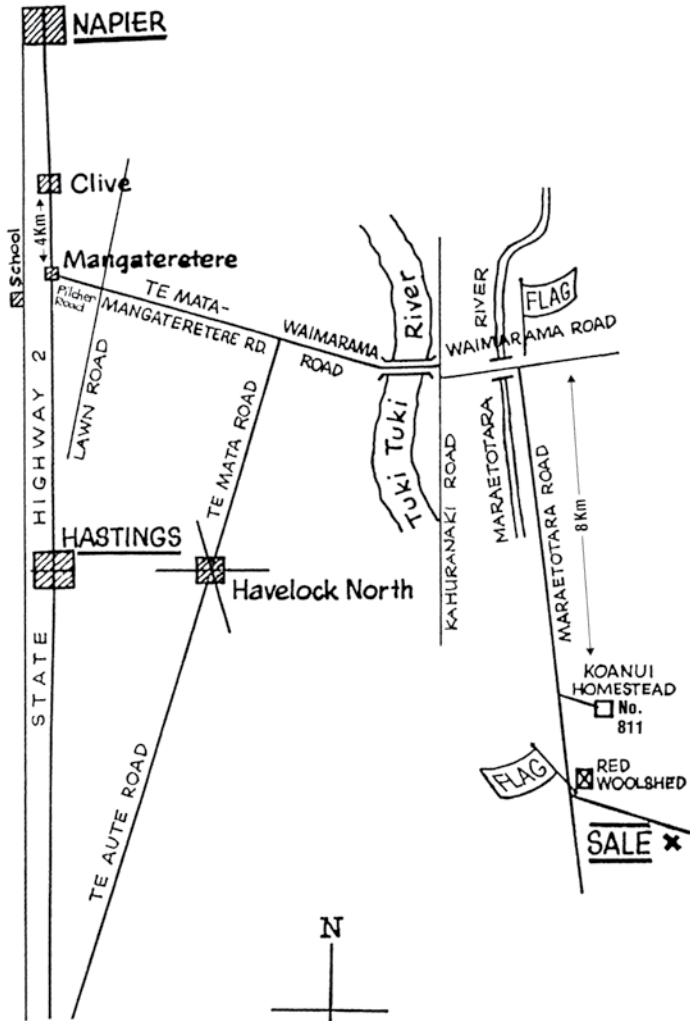 NAPIER
Clive
4Km
School
Mangateretere
Pilcher
Road
TE MATA-
MANGATERETERE RD.
LAWN ROAD
WAIMARAMA
ROAD
River
Tuki Tuki
RIVER
MARAETOTARA
FLAG
WAIMARAMA ROAD
STATE HIGHWAY 2
TE MATA ROAD
KAHURANAKI ROAD
MARAETOTARA ROAD
8Km
HASTINGS
Havelock North
KOANUI
HOMESTEAD
No.
811
TE AUTE ROAD
FLAG
RED
WOOLSHED
SALE X
N